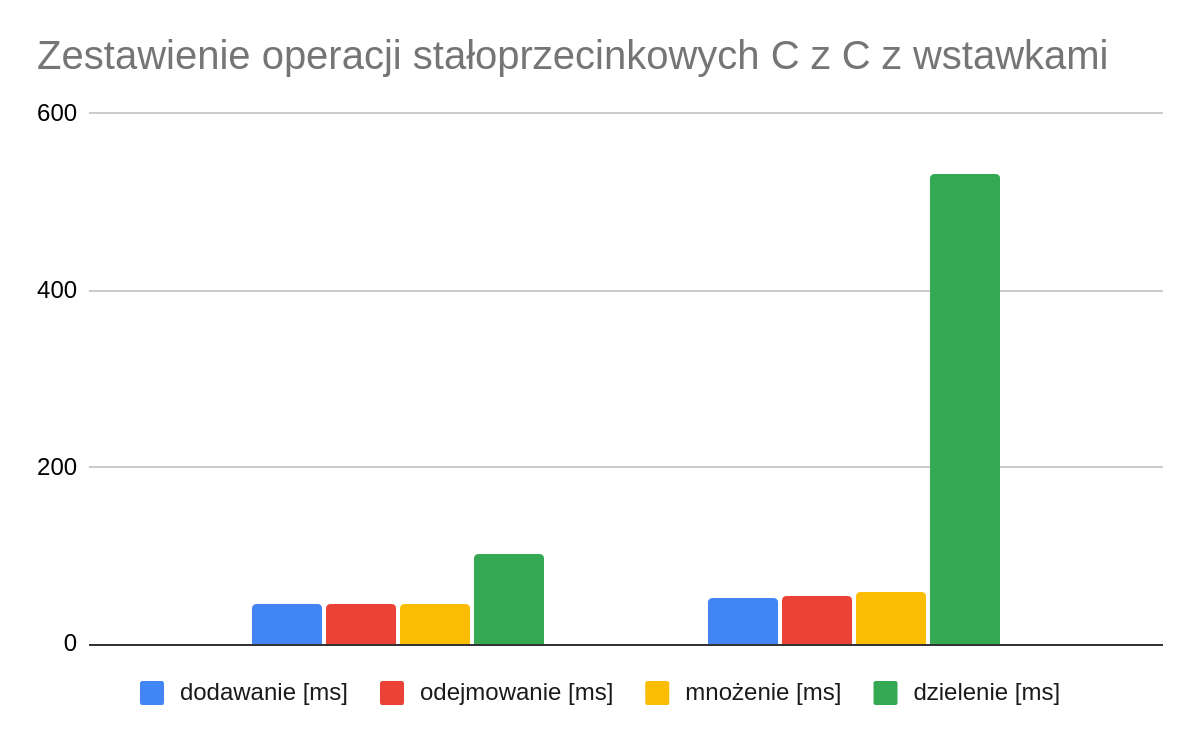 Zestawienie operacji stałoprzecinkowych C z C z wstawkami
600
400
200
0
dodawanie [ms] odejmowanie [ms] mnożenie [ms] dzielenie [ms]